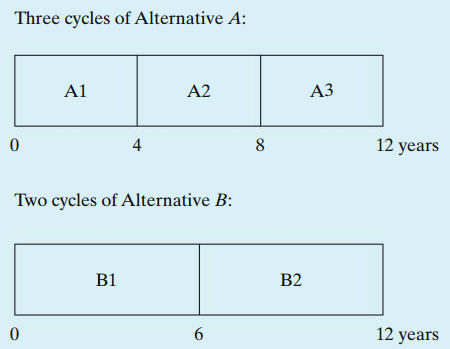 Three cycles of Alternative A:
A1 A2 A3
0 4 8 12 years
Two cycles of Alternative B:
B1 B2
0 6 12 years